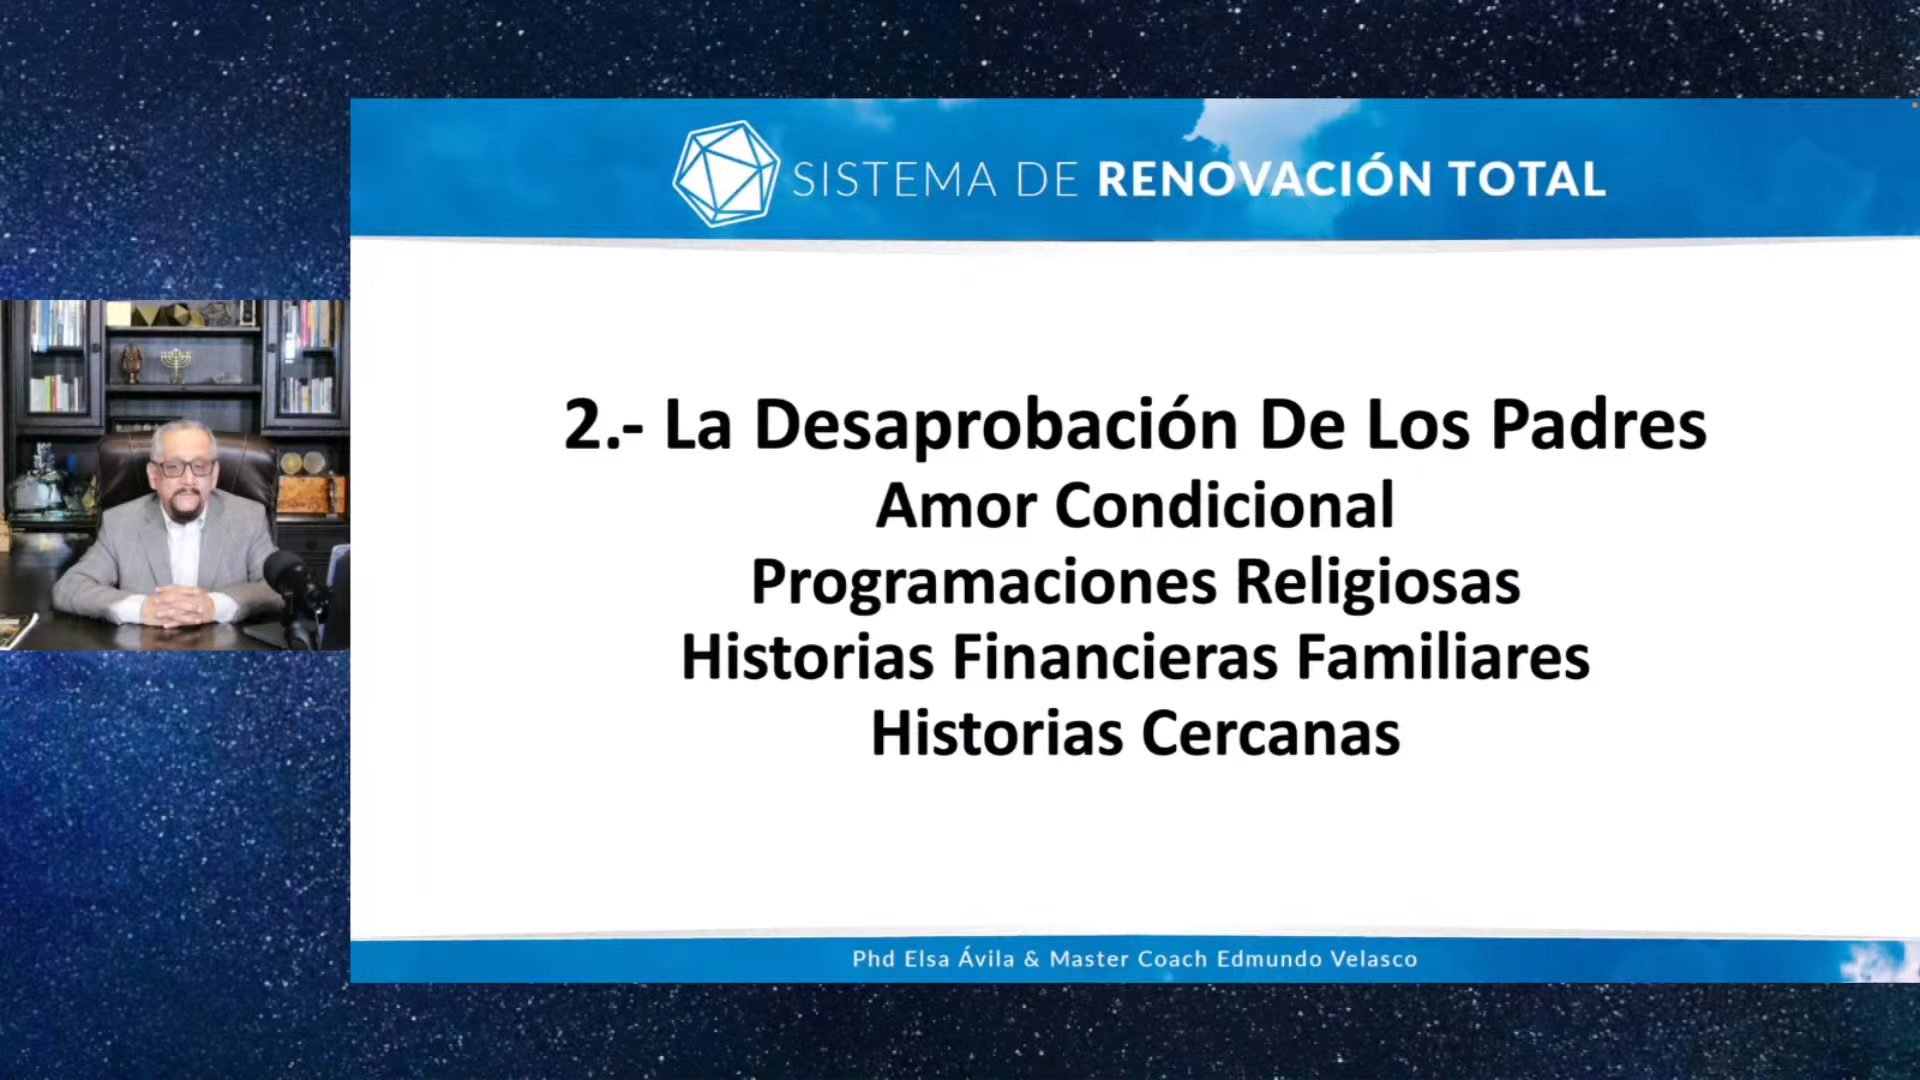 SISTEMA DE RENOVACIÓN TOTAL
2.- La Desaprobación De Los Padres
Amor Condicional
Programaciones Religiosas
Historias Financieras Familiares
Historias Cercanas
Phd Elsa Ávila & Master Coach Edmundo Velasco